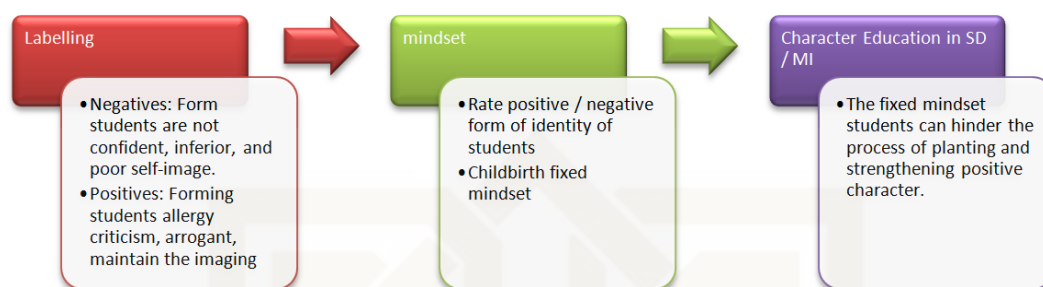 Labelling
•Negatives: Form
students are not
confident, inferior, and
poor self-image.
•Positives: Forming
students allergy
criticism, arrogant,
maintain the imaging
mindset
•Rate positive / negative
form of identity of
students
•Childbirth fixed
mindset
Character Education in SD
/ MI
•The fixed mindset
students can hinder the
process of planting and
strengthening positive
character.